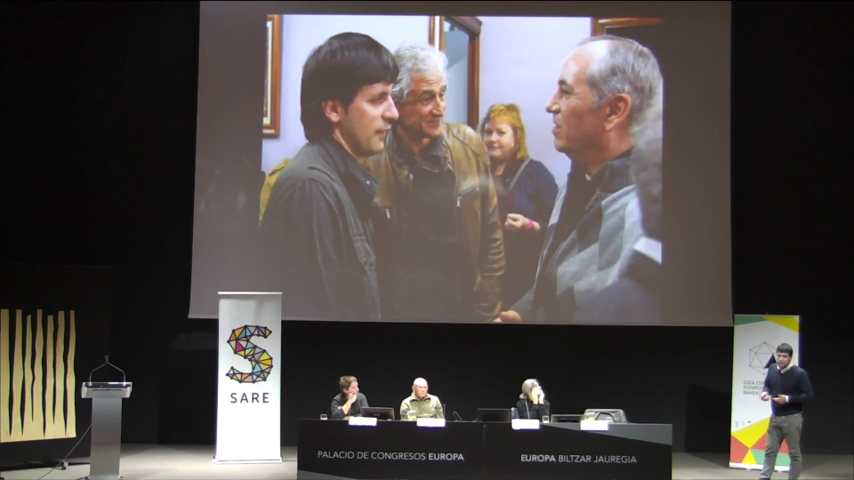 SARE
PALACIO DE CONGRESOS EUROPA
EUROPA BILTZAR JAUREGIA